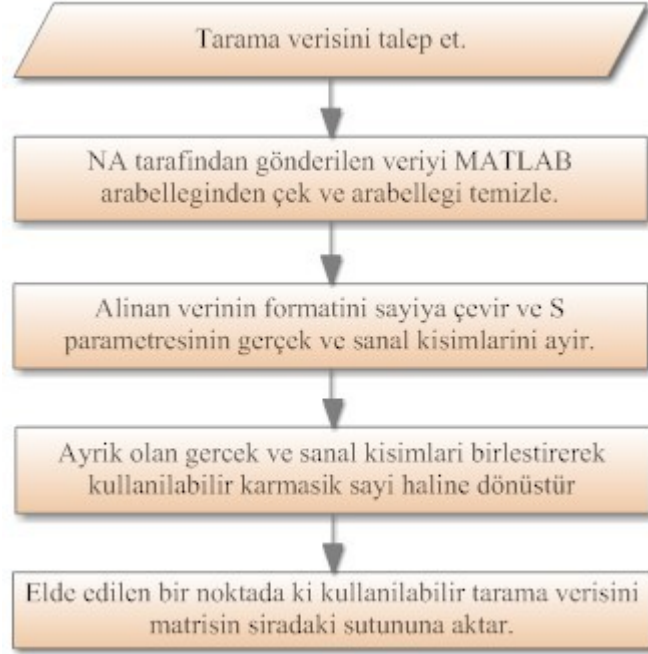 Tarama verisini talep et.
NA tarafindan gönderilen veriyi MATLAB
arabelleginden çek ve arabellegi temizle.
Alinan verinin formatini sayiya çevir ve S
parametresinin gerçek ve sanal kisimlarini ayir.
Ayrik olan gercek ve sanal kisimlari birlestirerek
kullanilabilir karmasik sayi haline dönüstür
Elde edilen bir noktada ki kullanilabilir tarama verisini
matrisin siradaki sutununa aktar.